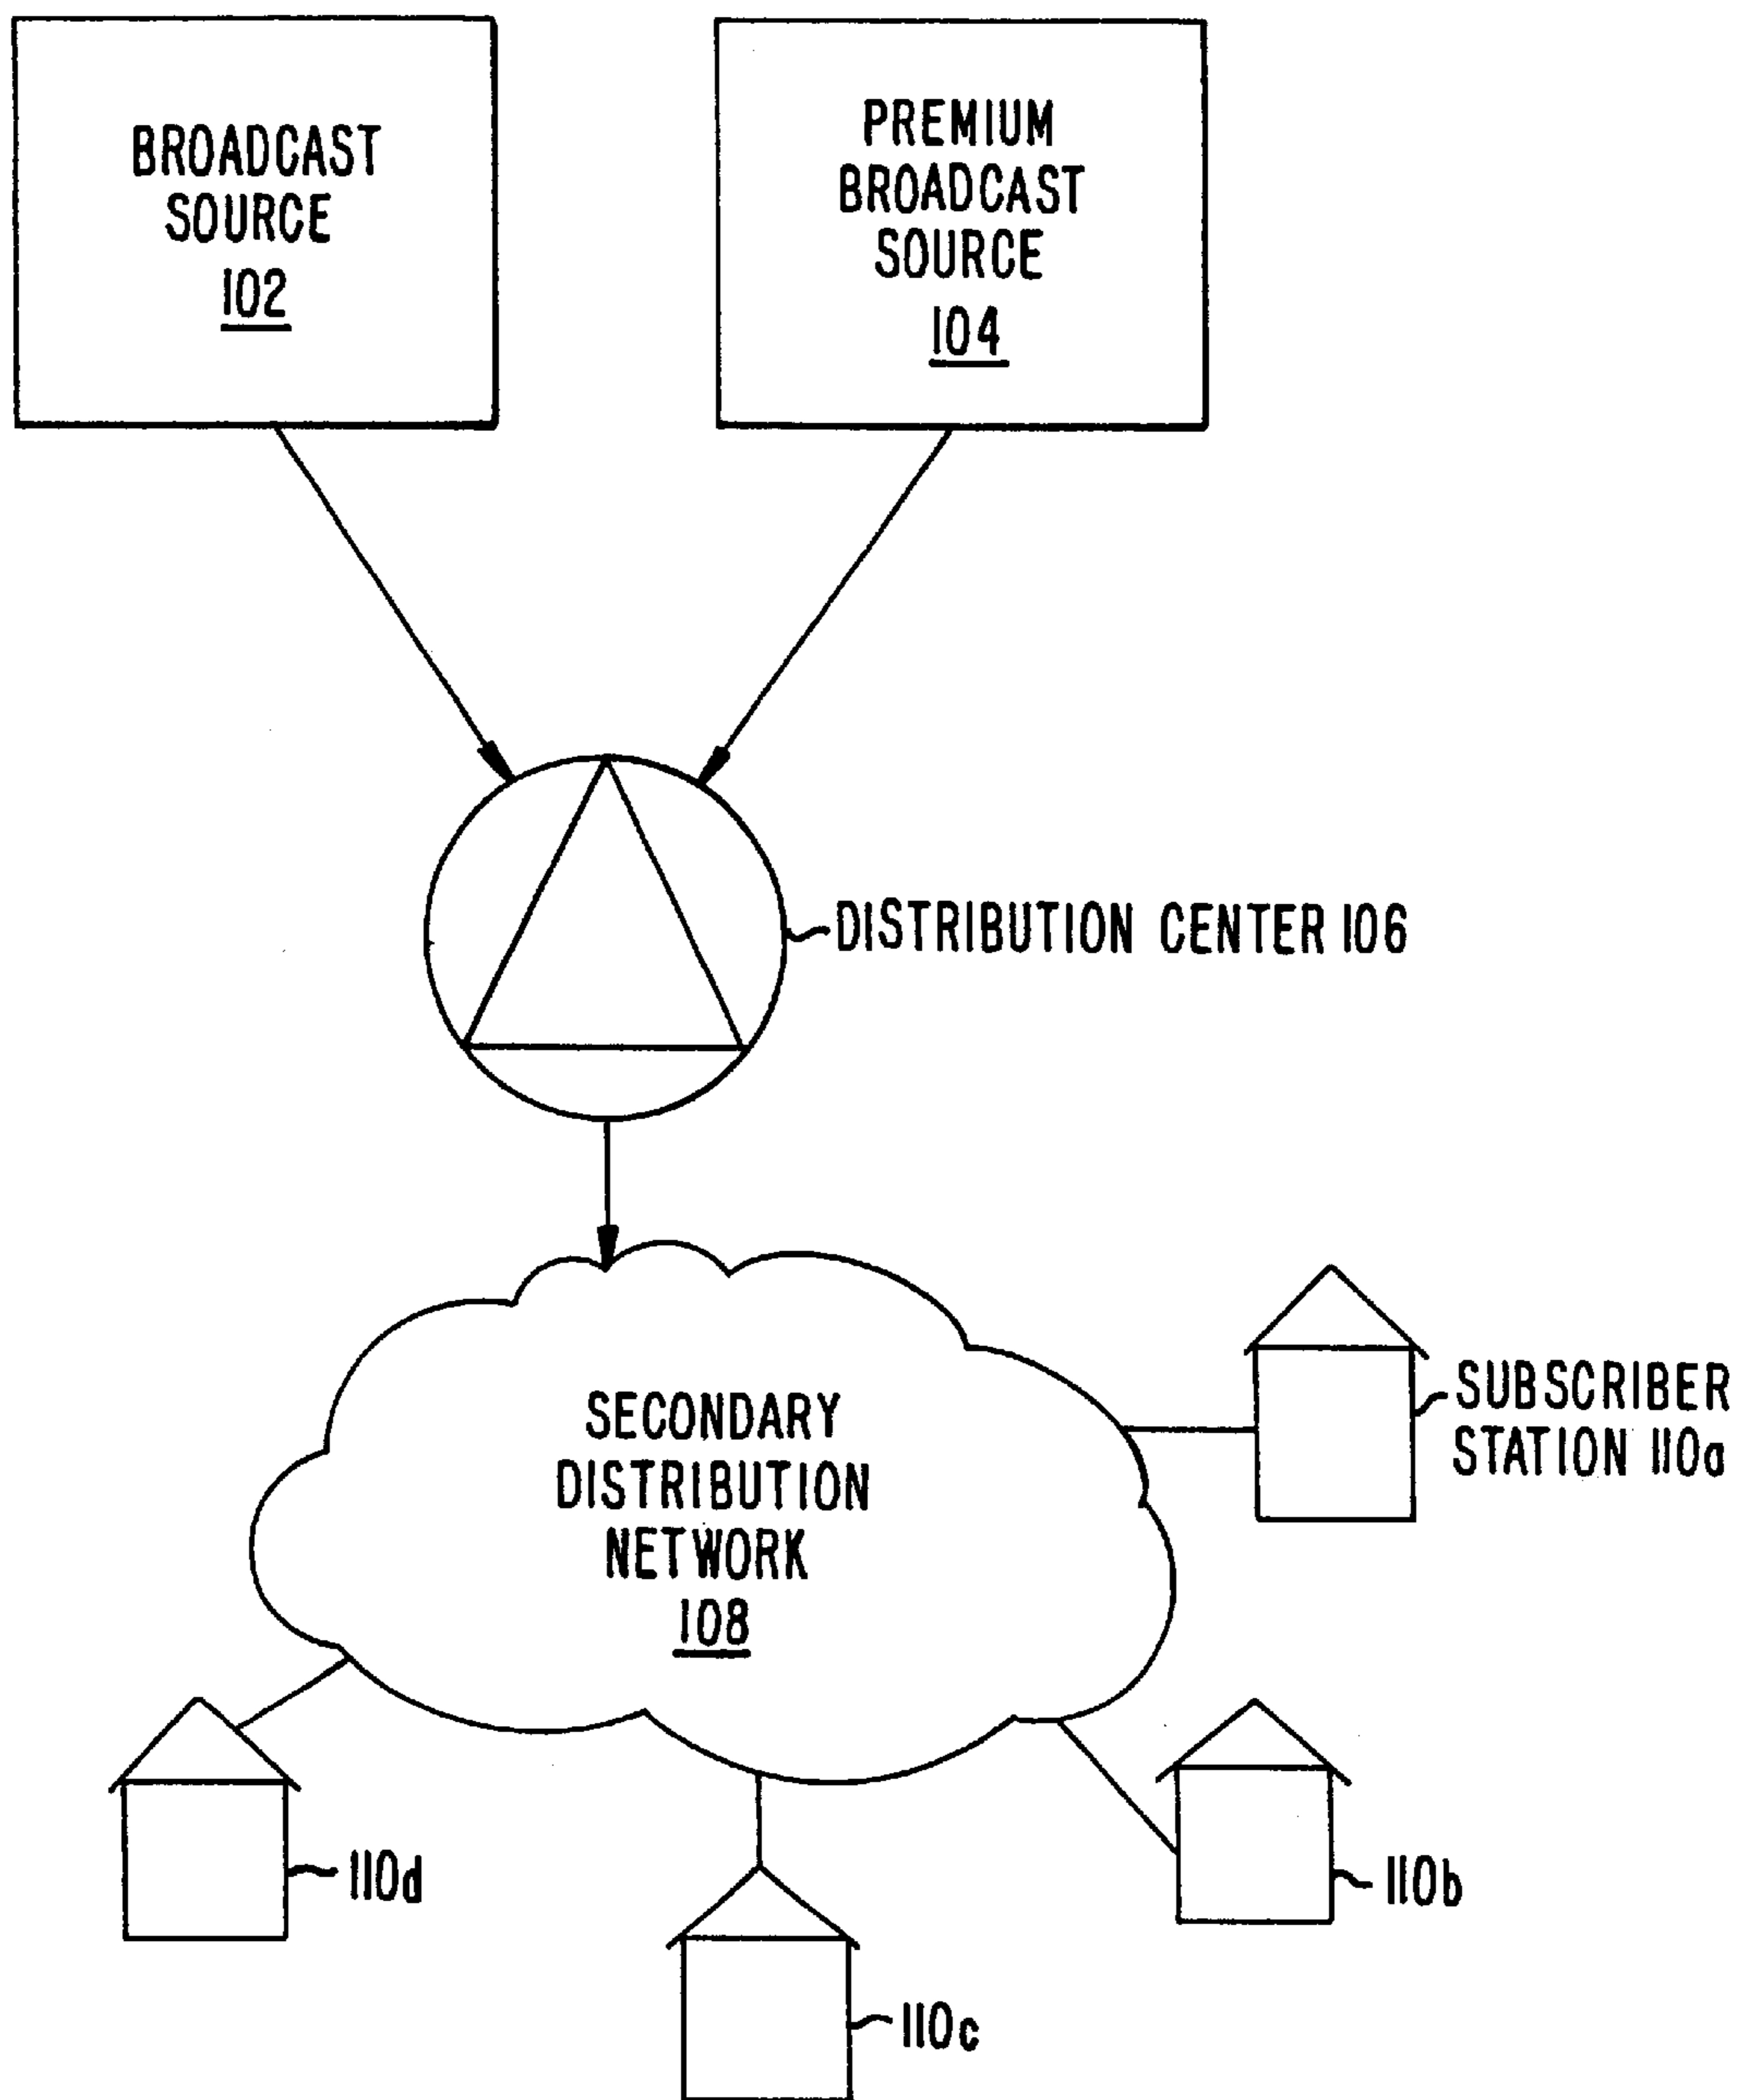 BROADCAST
SOURCE
102
PREMIUM
BROADCAST
SOURCE
104
DISTRIBUTION CENTER 106
SECONDARY
DISTRIBUTION
NETWORK
108
SUBSCRIBER
STATION 110a
110d
110b
110c